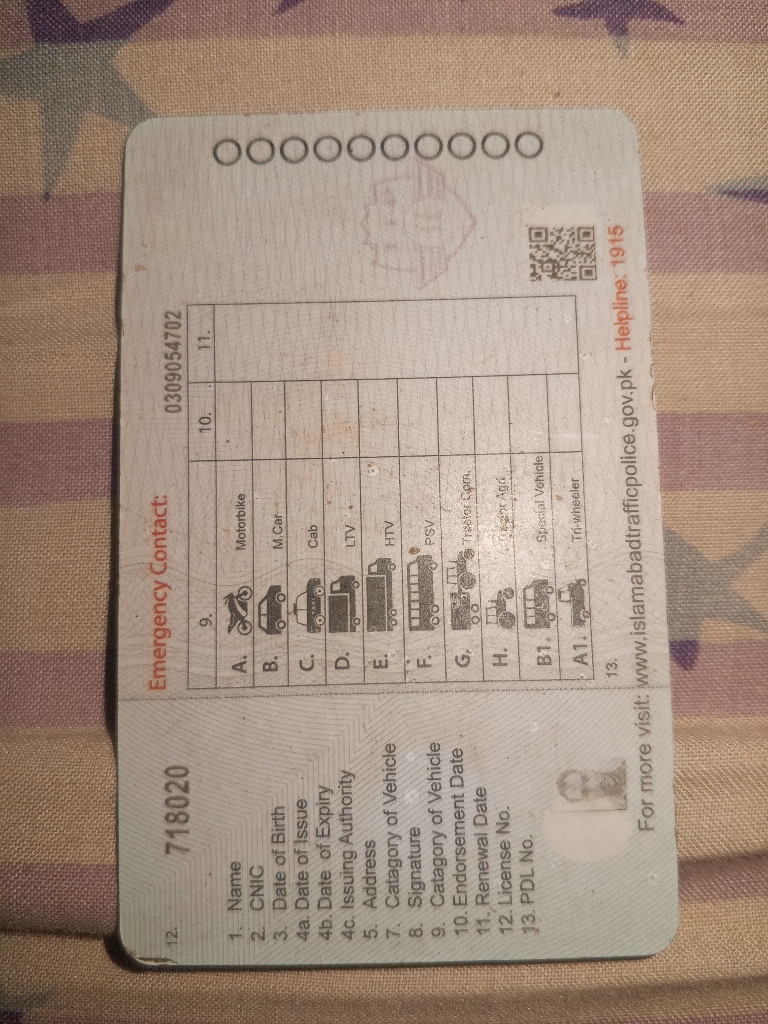 12. 718020
1. Name
2. CNIC
3. Date of Birth
4a. Date of Issue
4b. Date of Expiry
4c. Issuing Authority
5. Address
7. Catagory of Vehicle
8. Signature
9. Catagory of Vehicle
10. Endorsement Date
11. Renewal Date
12. License No.
13. PDL No.
Emergency Contact: 0309054702
9. 10. 11.
A. Motorbike
B. M.Car
C. Cab
D. LTV
E. HTV
F. PSV
G. Tractor Com.
H. Tractor Agri
B1. Special Vehicle
A1. Tri-wheeler
13.
For more visit: www.islamabadtrafficpolice.gov.pk - Helpline: 1915